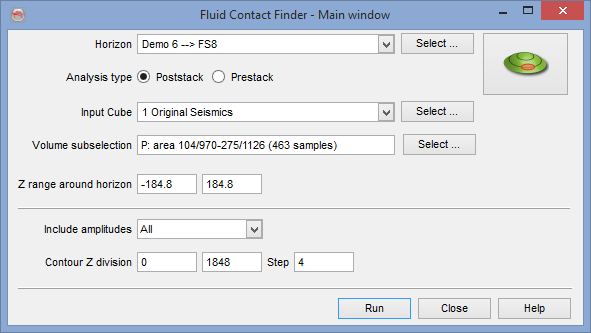 Fluid Contact Finder - Main window
Horizon Demo 6 --> FS8 Select ...
Analysis type Poststack Prestack
Input Cube 1 Original Seismics Select ...
Volume subselection P: area 104/970-275/1126 (463 samples) Select ...
Z range around horizon -184.8 184.8
Include amplitudes All
Contour Z division 0 1848 Step 4
Run Close Help